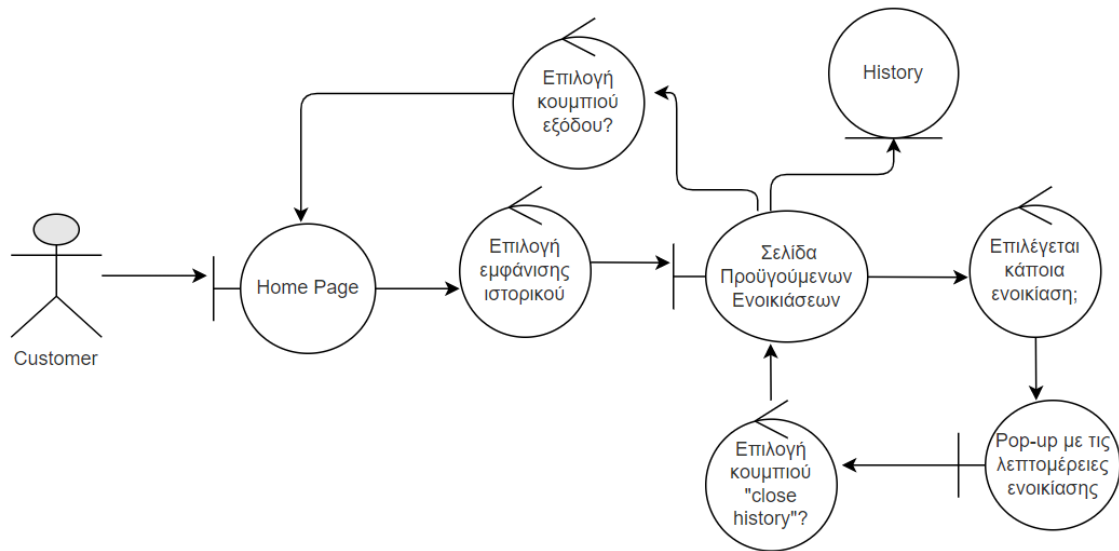 Επιλογή
κουμπιού
εξόδου?
History
Customer
Home Page
Επιλογή
εμφάνισης
ιστορικού
Σελίδα
Προϋγούμενων
Ενοικιάσεων
Επιλέγεται
κάποια
ενοικίαση;
Επιλογή
κουμπιού
"close
history"?
Pop-up με τις
λεπτομέρειες
ενοικίασης